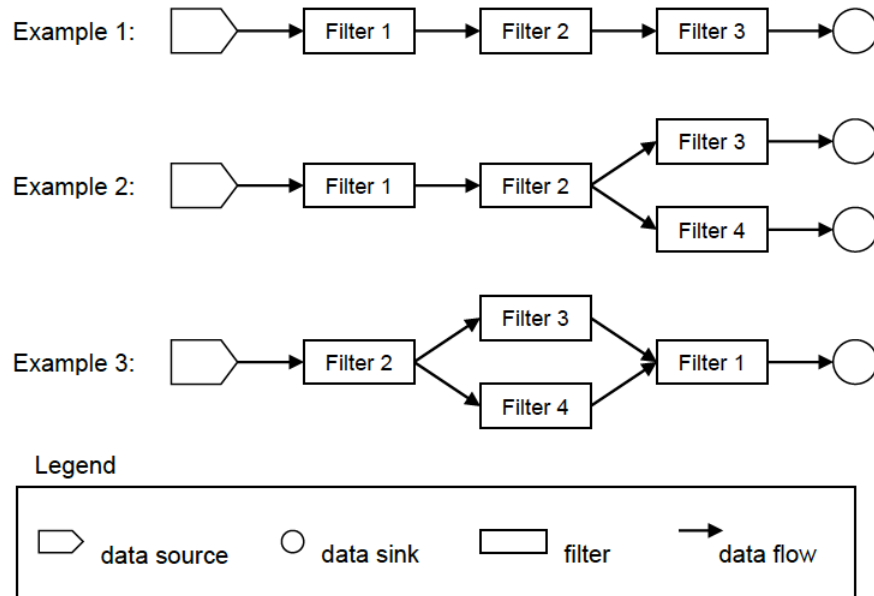 Example 1: Filter 1 Filter 2 Filter 3
Filter 3
Example 2: Filter 1 Filter 2
Filter 4
Filter 3
Example 3: Filter 2 Filter 1
Filter 4
Legend
data source data sink filter data flow